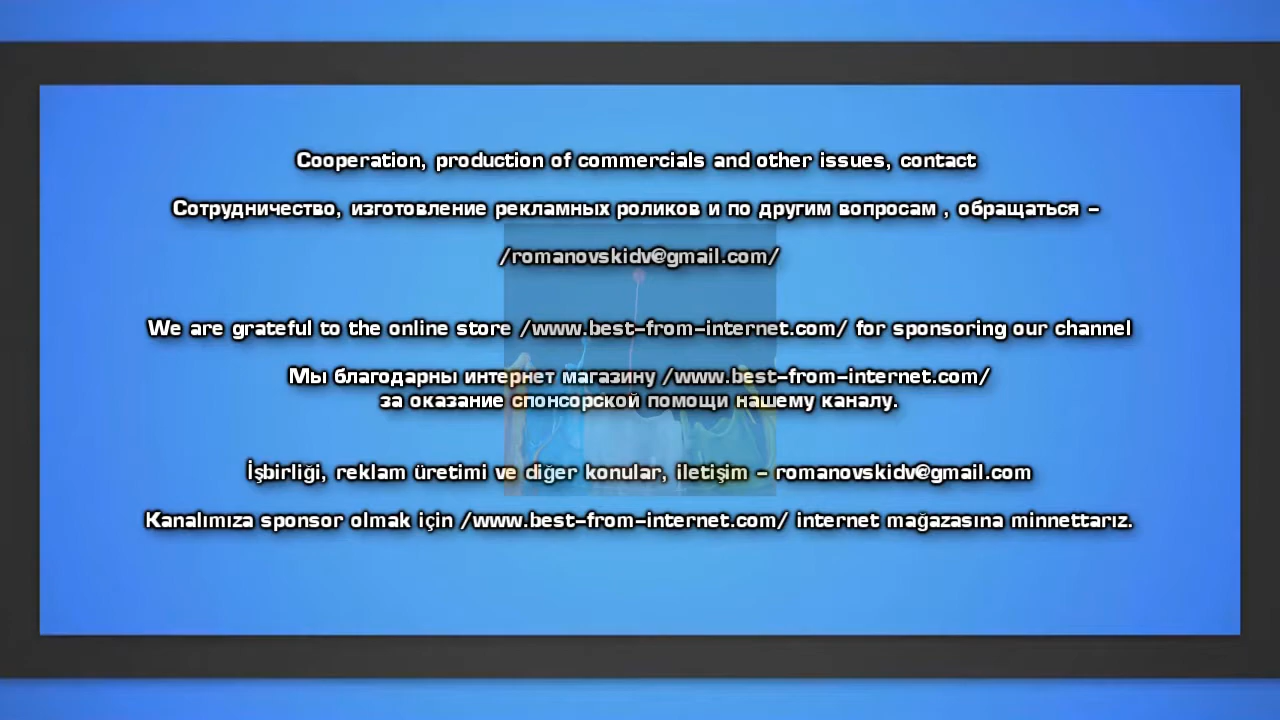 Cooperation, production of commercials and other issues, contact
Сотрудничество, изготовление рекламных роликов и по другим вопросам , обращаться -
/romanovskidv@gmail.com/
We are grateful to the online store /www.best-from-internet.com/ for sponsoring our channel
Мы благодарны интернет магазину /www.best-from-internet.com/
за оказание спонсорской помощи нашему каналу.
İşbirliği, reklam üretimi ve diğer konular, iletişim - romanovskidv@gmail.com
Kanalımıza sponsor olmak için /www.best-from-internet.com/ internet mağazasına minnettarız.